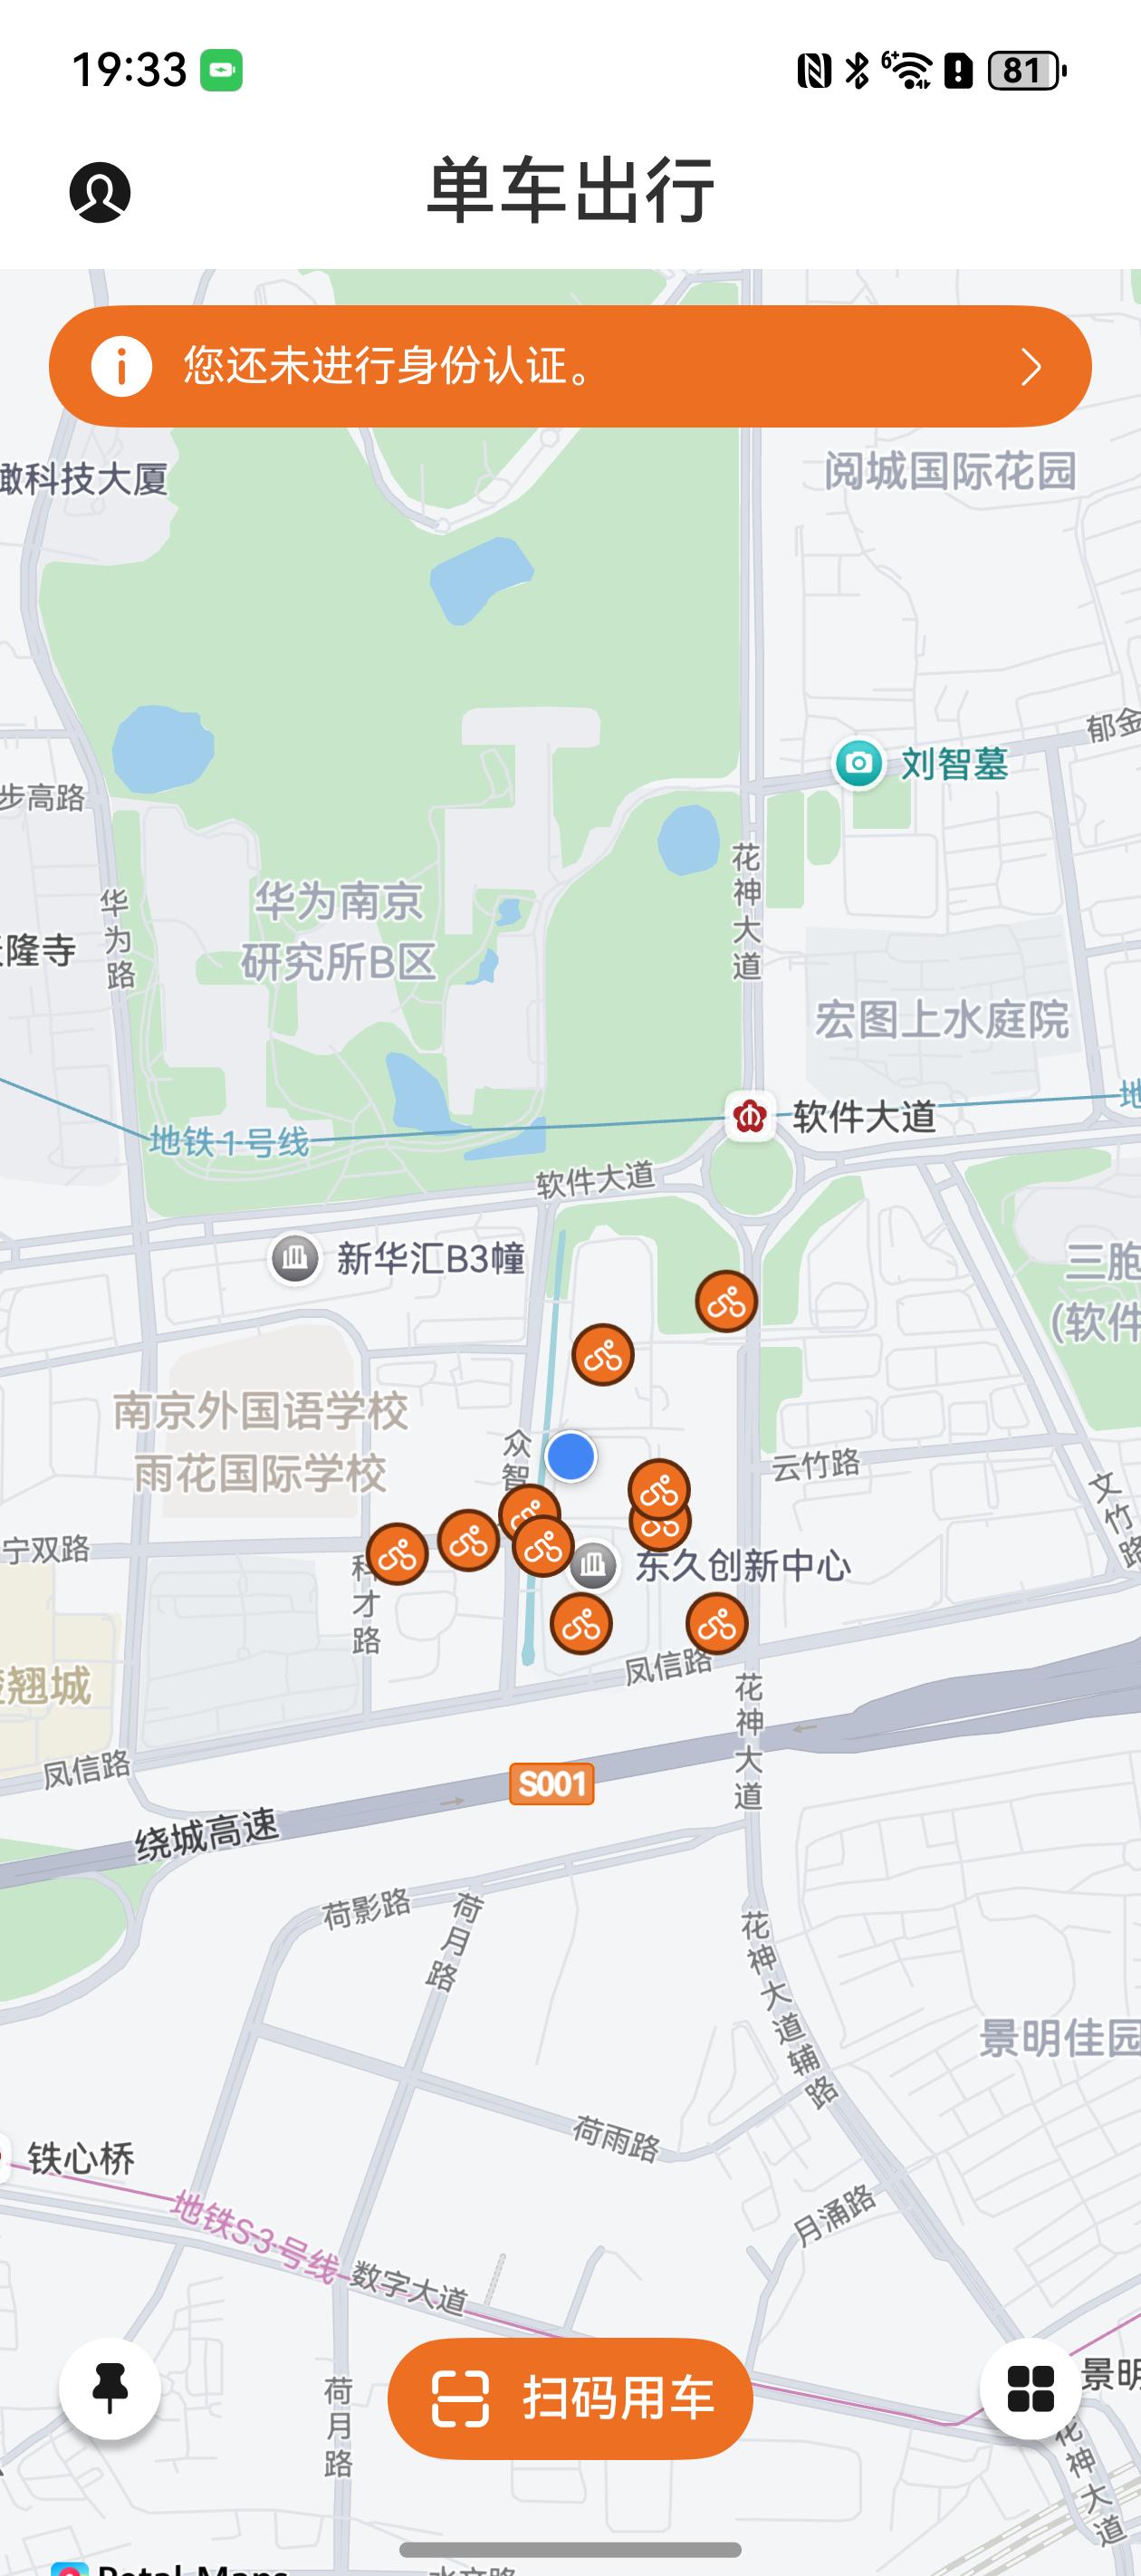 19:33
6+
81
单车出行
您还未进行身份认证。
科技大厦
阅城国际花园
郁金
刘智墓
步高路
花神大道
华为南京
研究所B区
华为路
隆寺
宏图上水庭院
地
软件大道
地铁1号线
软件大道
新华汇B3幢
三胞
(软件
南京外国语学校
雨花国际学校
众智
云竹路
文竹路
宁双路
科才路
东久创新中心
凤信路
翘城
花神大道
凤信路
S001
绕城高速
荷影路
荷月路
花神大道辅路
景明佳园
荷雨路
铁心桥
月涌路
地铁S3号线
数字大道
扫码用车
景明
荷月路
花神大道
Petal Maps